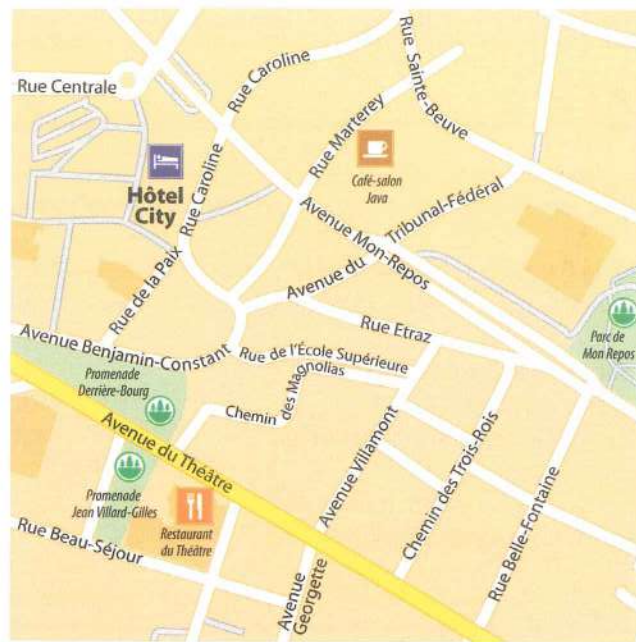 Rue Centrale
Rue Caroline
Rue Sainte-Beuve
Rue Marterey
Café-salon
Java
Hôtel
City
Rue Caroline
Avenue Mon-Repos
Avenue du Tribunal-Fédéral
Rue de la Paix
Rue Etraz
Parc de
Mon Repos
Avenue Benjamin-Constant
Rue de l'École Supérieure
Promenade
Derrière-Bourg
Chemin des Magnolias
Avenue du Théâtre
Avenue Villamont
Chemin des Trois-Rois
Rue Belle-Fontaine
Promenade
Jean Villard-Gilles
Restaurant
du Théâtre
Rue Beau-Séjour
Avenue
Georgette